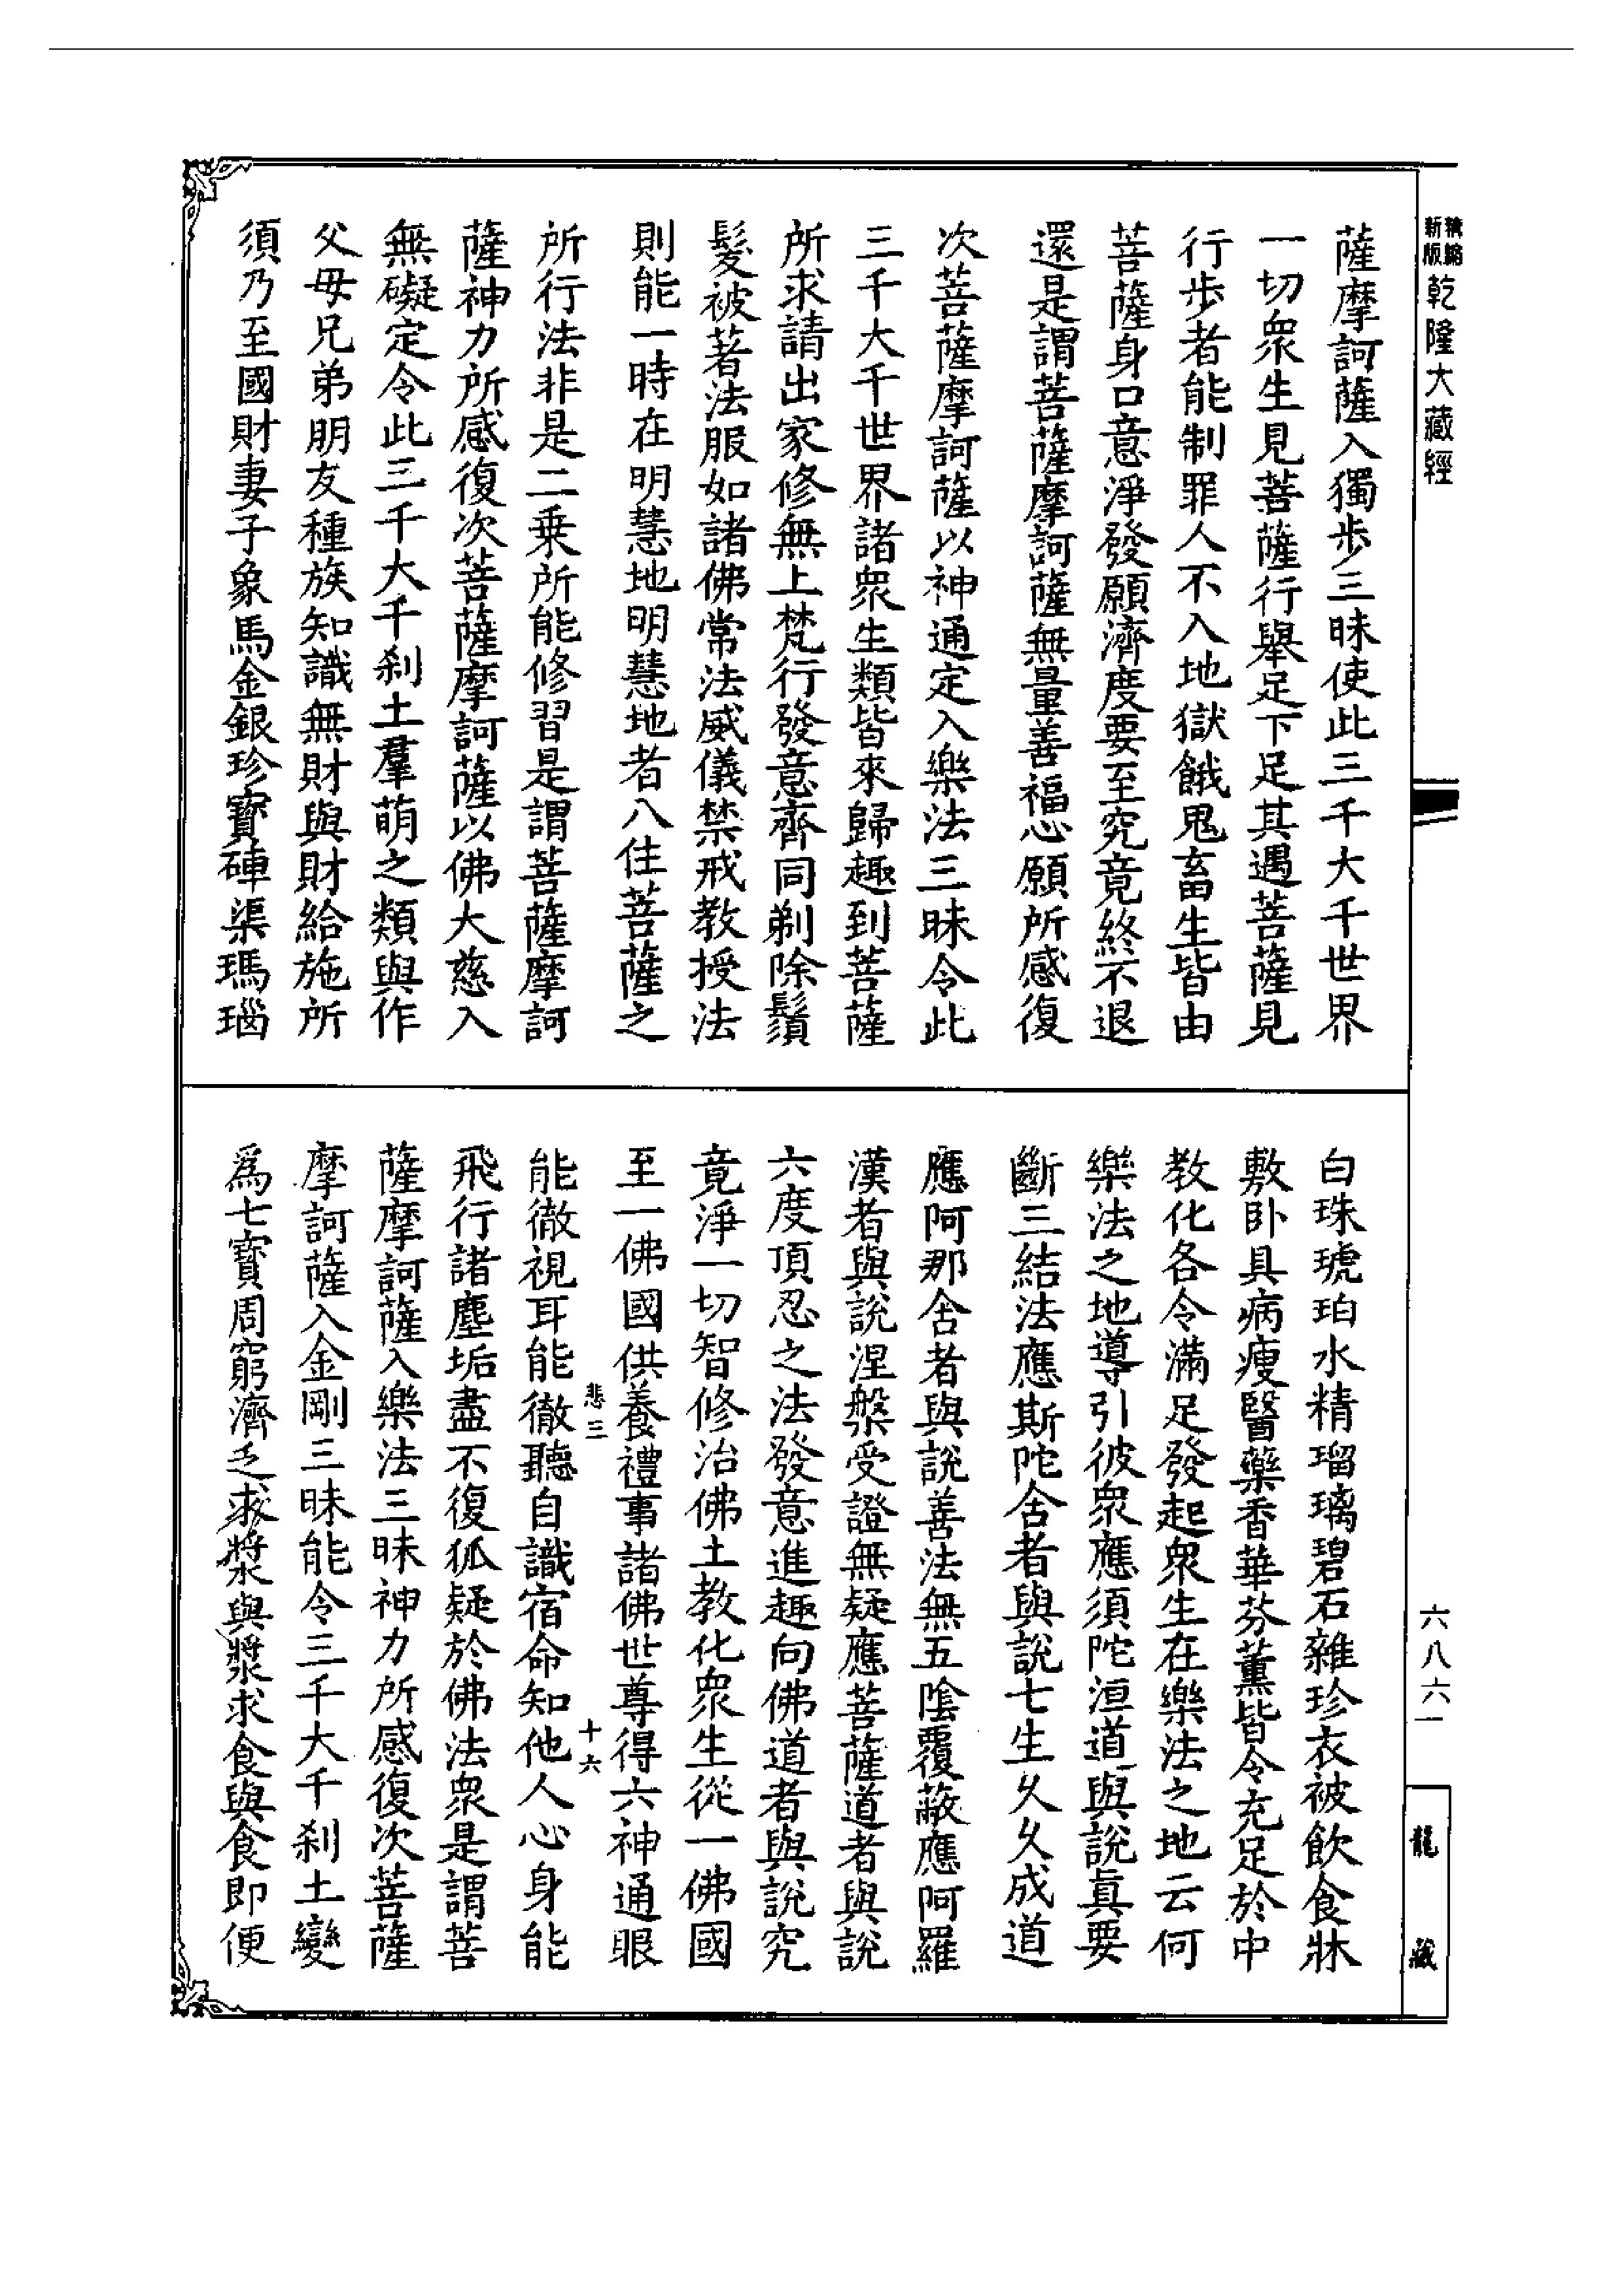 新版
精縮
乾隆大藏經
薩摩訶薩入獨步三昧使此三千大千世界
一切衆生見菩薩行舉足下足其遇菩薩見
行步者能制罪人不入地獄餓鬼畜生皆由
菩薩身口意淨發願濟度要至究竟終不退
還是謂菩薩摩訶薩無量善福心願所感復
次菩薩摩訶薩以神通定入樂法三昧令此
三千大千世界諸衆生類皆來歸趣到菩薩
所求請出家修無上梵行發意齊同剃除鬚
髮被著法服如諸佛常法威儀禁戒教授法
則能一時在明慧地明慧地者八住菩薩之
所行法非是二乗所能修習是謂菩薩摩訶
薩神力所感復次菩薩摩訶薩以佛大慈入
無礙定令此三千大千刹土羣萌之類與作
父母兄弟朋友種族知識無財與財給施所
須乃至國財妻子象馬金銀珍寶硨渠瑪瑙
白珠琥珀水精瑠璃碧石雜珍衣被飲食牀
敷卧具病瘦醫藥香華芬薰皆令充足於中
教化各令滿足發起衆生在樂法之地云何
樂法之地導引彼衆應須陀洹道與說真要
斷三結法應斯陀含者與說七生乆乆成道
應阿那含者與說善法無五陰覆蔽應阿羅
漢者與說涅槃受證無疑應菩薩道者與說
六度頂忍之法發意進趣向佛道者與說究
竟淨一切智修治佛土教化衆生從一佛國
至一佛國供養禮事諸佛世尊得六神通眼
悲三
十六
能徹視耳能徹聽自識宿命知他人心身能
飛行諸塵垢盡不復狐疑於佛法衆是謂菩
薩摩訶薩入樂法三昧神力所感復次菩薩
摩訶薩入金剛三昧能令三千大千刹土變
爲七寶周窮濟乏求漿與漿求食與食即便
六八六一
龍藏